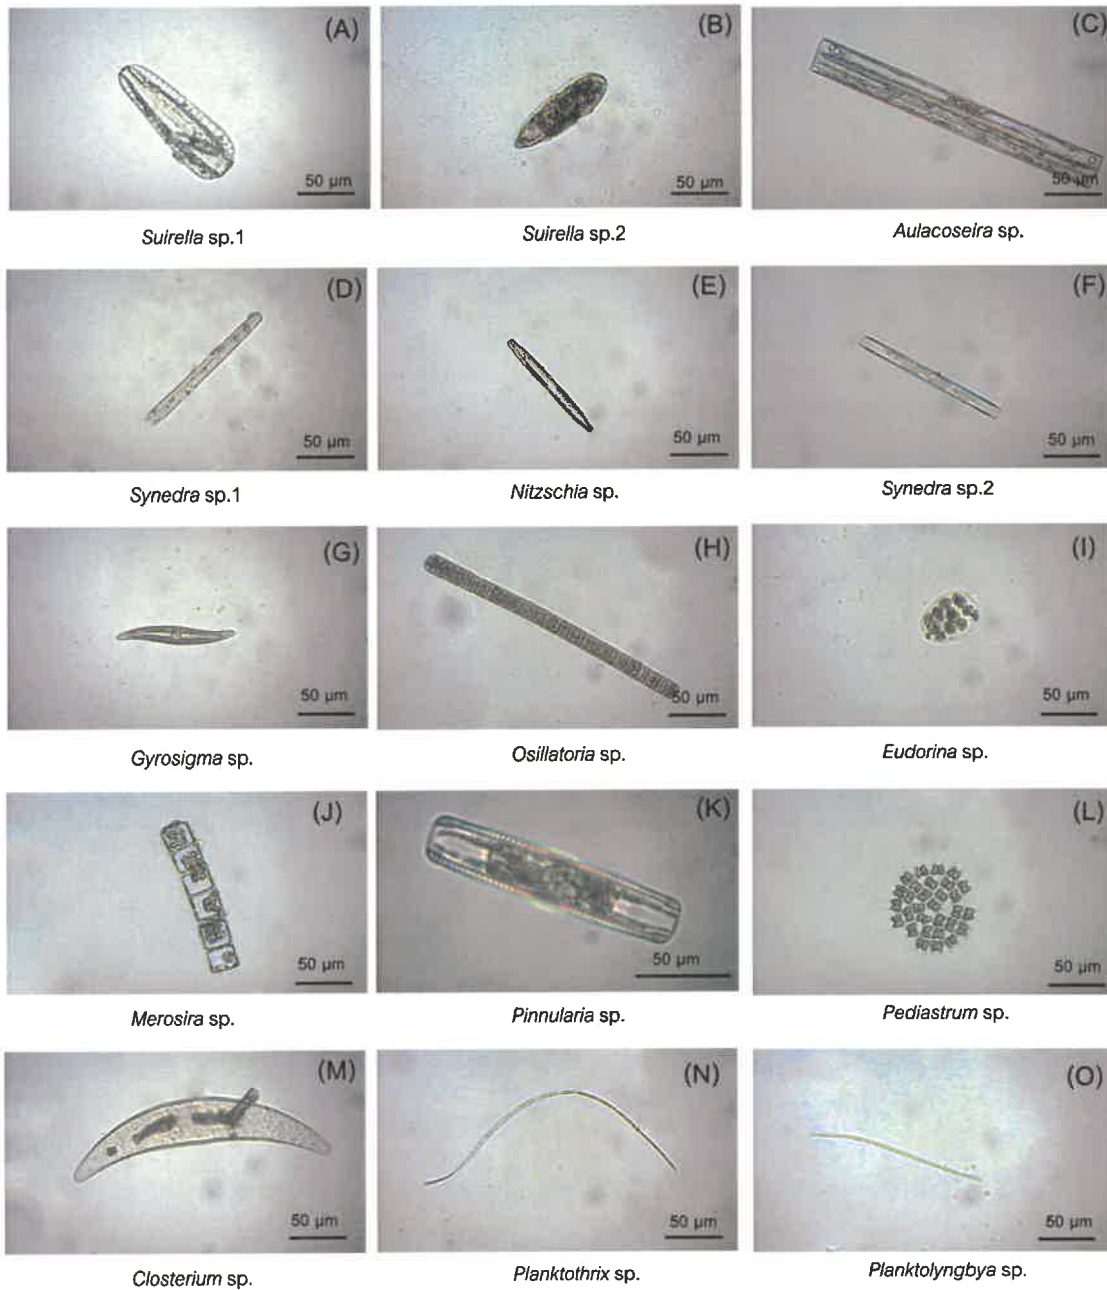 (A) (B) (C)
50 µm 50 µm 50 µm
Suirella sp.1 Suirella sp.2 Aulacoseira sp.
(D) (E) (F)
50 µm 50 µm 50 µm
Synedra sp.1 Nitzschia sp. Synedra sp.2
(G) (H) (I)
50 µm 50 µm 50 µm
Gyrosigma sp. Osillatoria sp. Eudorina sp.
(J) (K) (L)
50 µm 50 µm 50 µm
Merosira sp. Pinnularia sp. Pediastrum sp.
(M) (N) (O)
50 µm 50 µm 50 µm
Closterium sp. Planktothrix sp. Planktolyngbya sp.